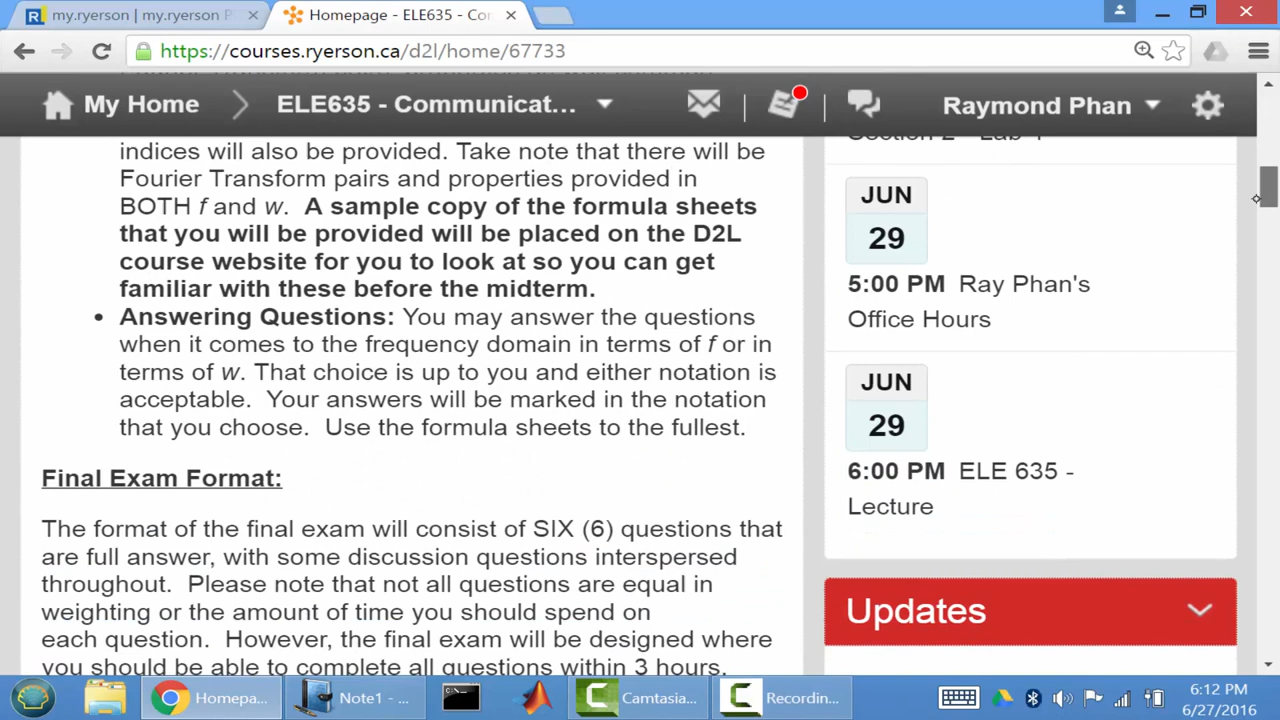 my.ryerson | my.ryerson P
Homepage - ELE635 - Co
https://courses.ryerson.ca/d2l/home/67733
My Home
ELE635 - Communicat...
Raymond Phan
indices will also be provided. Take note that there will be
Fourier Transform pairs and properties provided in
BOTH f and w.  A sample copy of the formula sheets
that you will be provided will be placed on the D2L
course website for you to look at so you can get
familiar with these before the midterm.
• Answering Questions: You may answer the questions
when it comes to the frequency domain in terms of f or in
terms of w. That choice is up to you and either notation is
acceptable.  Your answers will be marked in the notation
that you choose.  Use the formula sheets to the fullest.
Final Exam Format:
The format of the final exam will consist of SIX (6) questions that
are full answer, with some discussion questions interspersed
throughout.  Please note that not all questions are equal in
weighting or the amount of time you should spend on
each question.  However, the final exam will be designed where
you should be able to complete all questions within 3 hours.
JUN
29
5:00 PM Ray Phan's
Office Hours
JUN
29
6:00 PM ELE 635 -
Lecture
Updates
Homepa...
Note1 - ...
Camtasia...
Recordin...
6:12 PM
6/27/2016